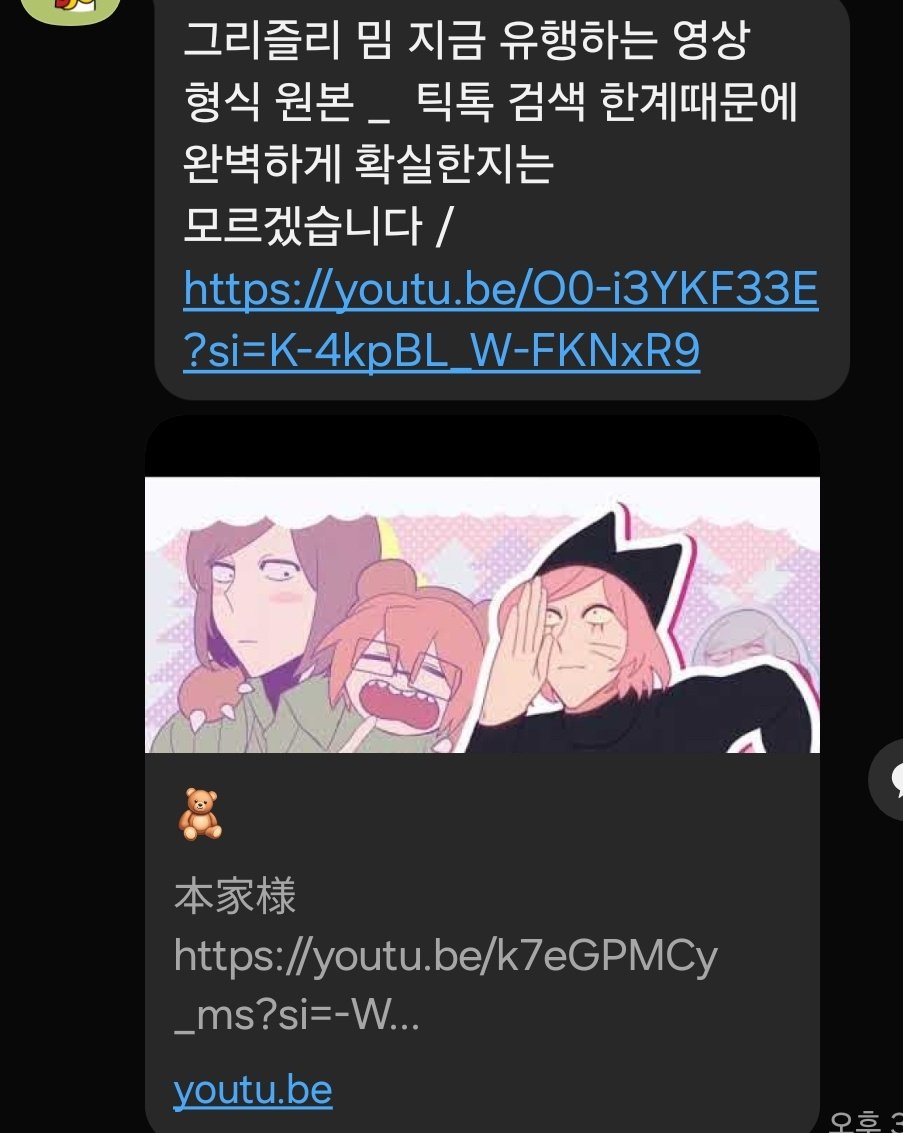 그리즐리 밈 지금 유행하는 영상
형식 원본 _ 틱톡 검색 한계때문에
완벽하게 확실한지는
모르겠습니다 /
https://youtu.be/O0-i3YKF33E
?si=K-4kpBL_W-FKNxR9
🧸
本家様
https://youtu.be/k7eGPMCy
_ms?si=-W...
youtu.be
오후 3